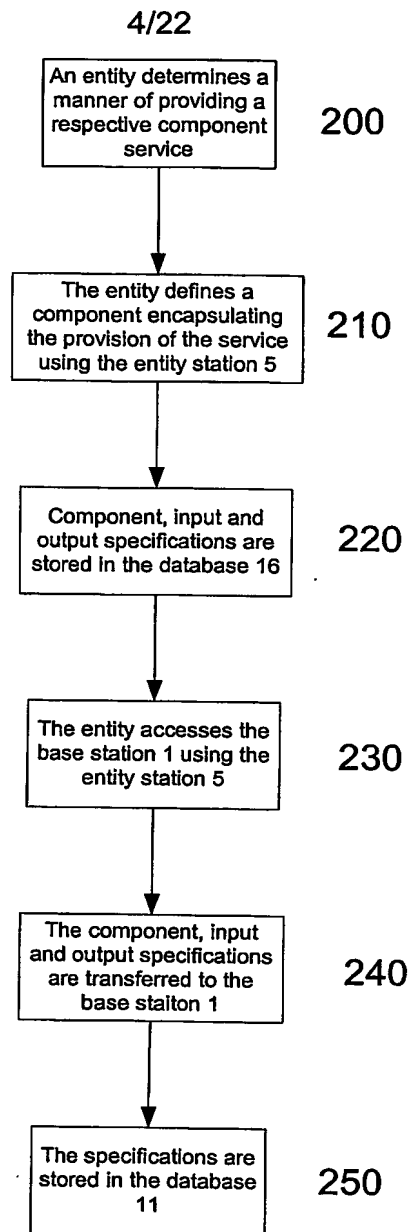 4/22
An entity determines a
manner of providing a
respective component
service
200
The entity defines a
component encapsulating
the provision of the service
using the entity station 5
210
Component, input and
output specifications are
stored in the database 16
220
The entity accesses the
base station 1 using the
entity station 5
230
The component, input
and output specifications
are transferred to the
base staiton 1
240
The specifications are
stored in the database
11
250